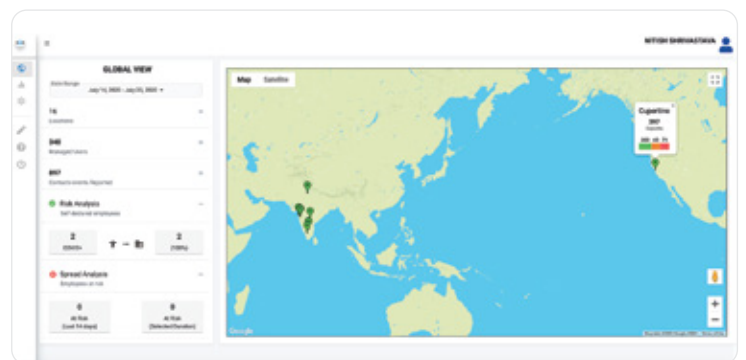 NITISH SHRIVASTAVA
GLOBAL VIEW
Date Range
July 14, 2020 - July 20, 2020
16
Locations
340
Managed Users
897
Contacts events Reported
Risk Analysis
Self declared employees
2
2
Spread Analysis
Employees at risk
0
At Risk
(Last 14 days)
0
At Risk
(Selected Duration)
Map Satellite
Cupertino
Google